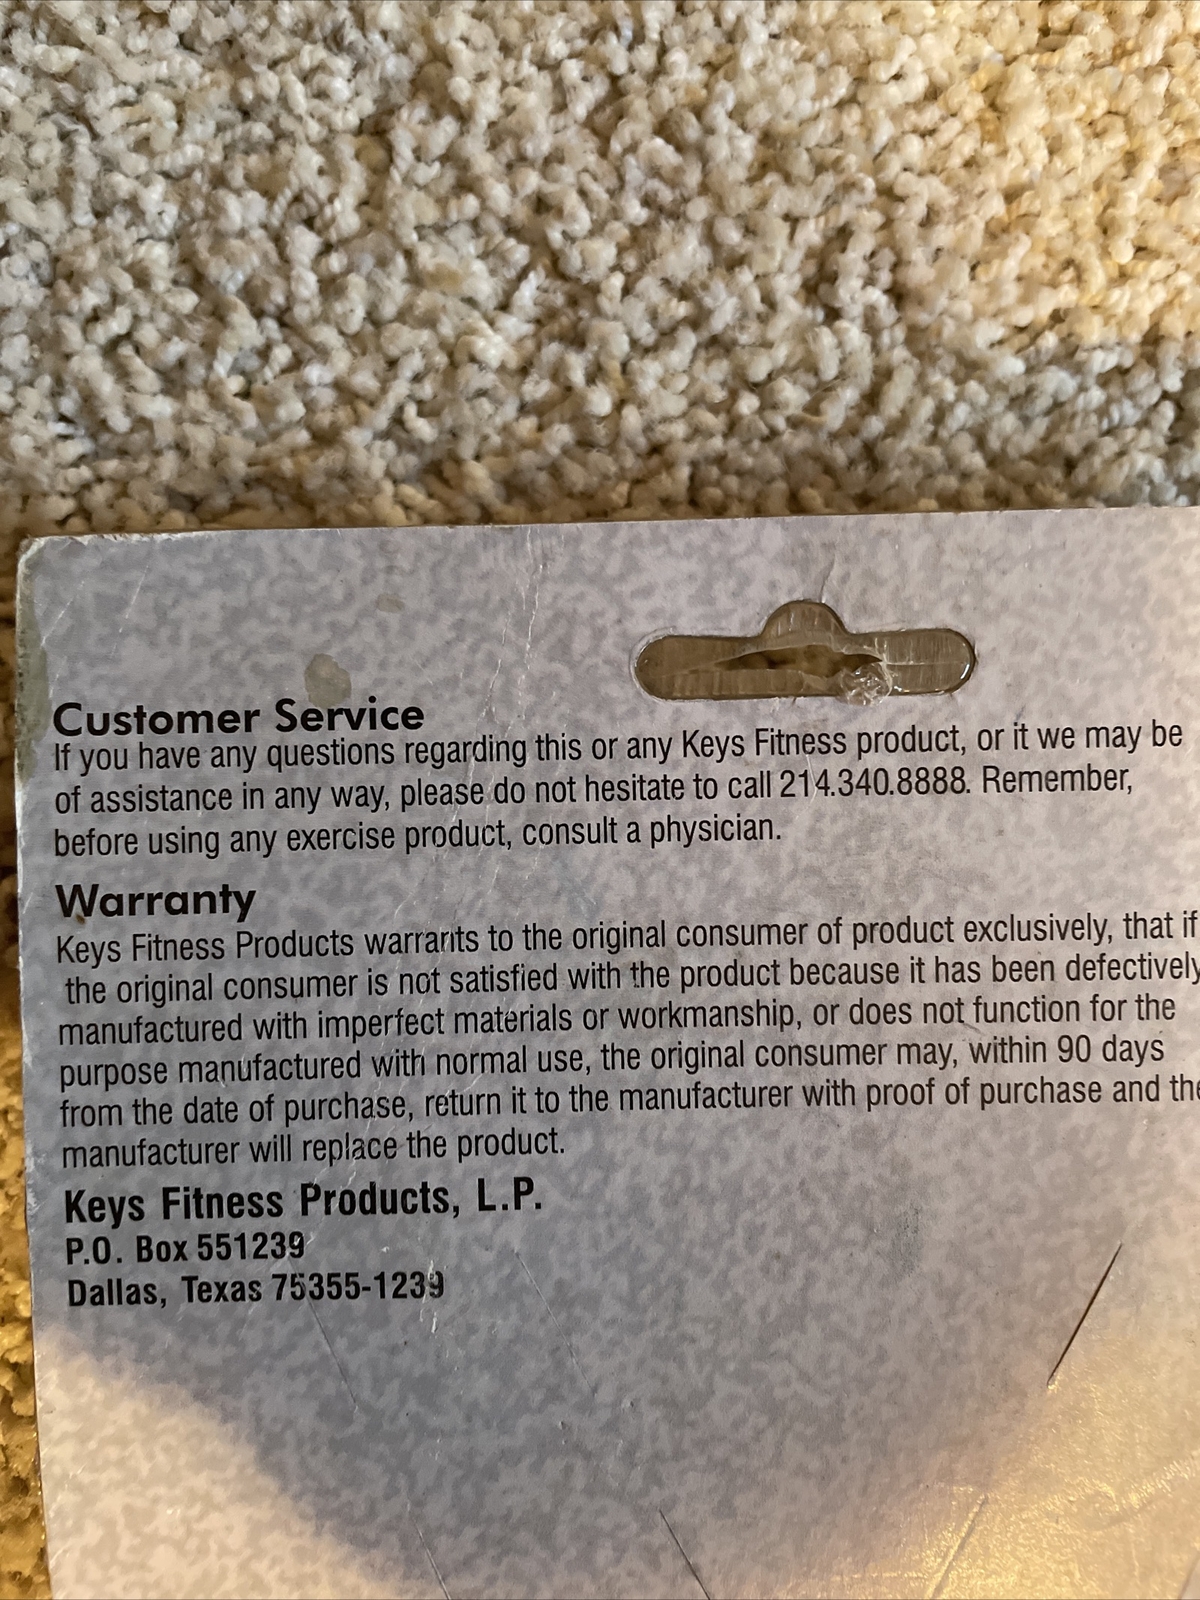 Customer Service
If you have any questions regarding this or any Keys Fitness product, or it we may be
of assistance in any way, please do not hesitate to call 214.340.8888. Remember,
before using any exercise product, consult a physician.
Warranty
Keys Fitness Products warrants to the original consumer of product exclusively, that if
the original consumer is not satisfied with the product because it has been defectively
manufactured with imperfect materials or workmanship, or does not function for the
purpose manufactured with normal use, the original consumer may, within 90 days
from the date of purchase, return it to the manufacturer with proof of purchase and the
manufacturer will replace the product.
Keys Fitness Products, L.P.
P.O. Box 551239
Dallas, Texas 75355-1239